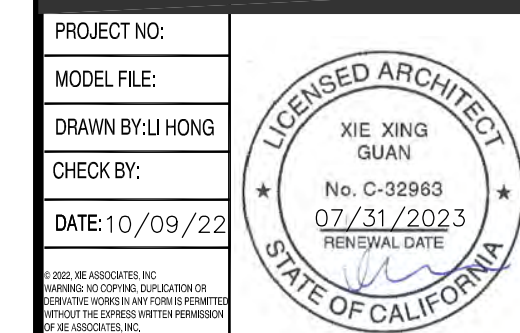 PROJECT NO:
MODEL FILE:
DRAWN BY:LI HONG
CHECK BY:
DATE: 10/09/22
© 2022, XIE ASSOCIATES, INC
WARNING: NO COPYING, DUPLICATION OR
DERIVATIVE WORKS IN ANY FORM IS PERMITTED
WITHOUT THE EXPRESS WRITTEN PERMISSION
OF XIE ASSOCIATES, INC,
LICENSED ARCHITECT
XIE XING
GUAN
No. C-32963
07/31/2023
RENEWAL DATE
STATE OF CALIFORNIA